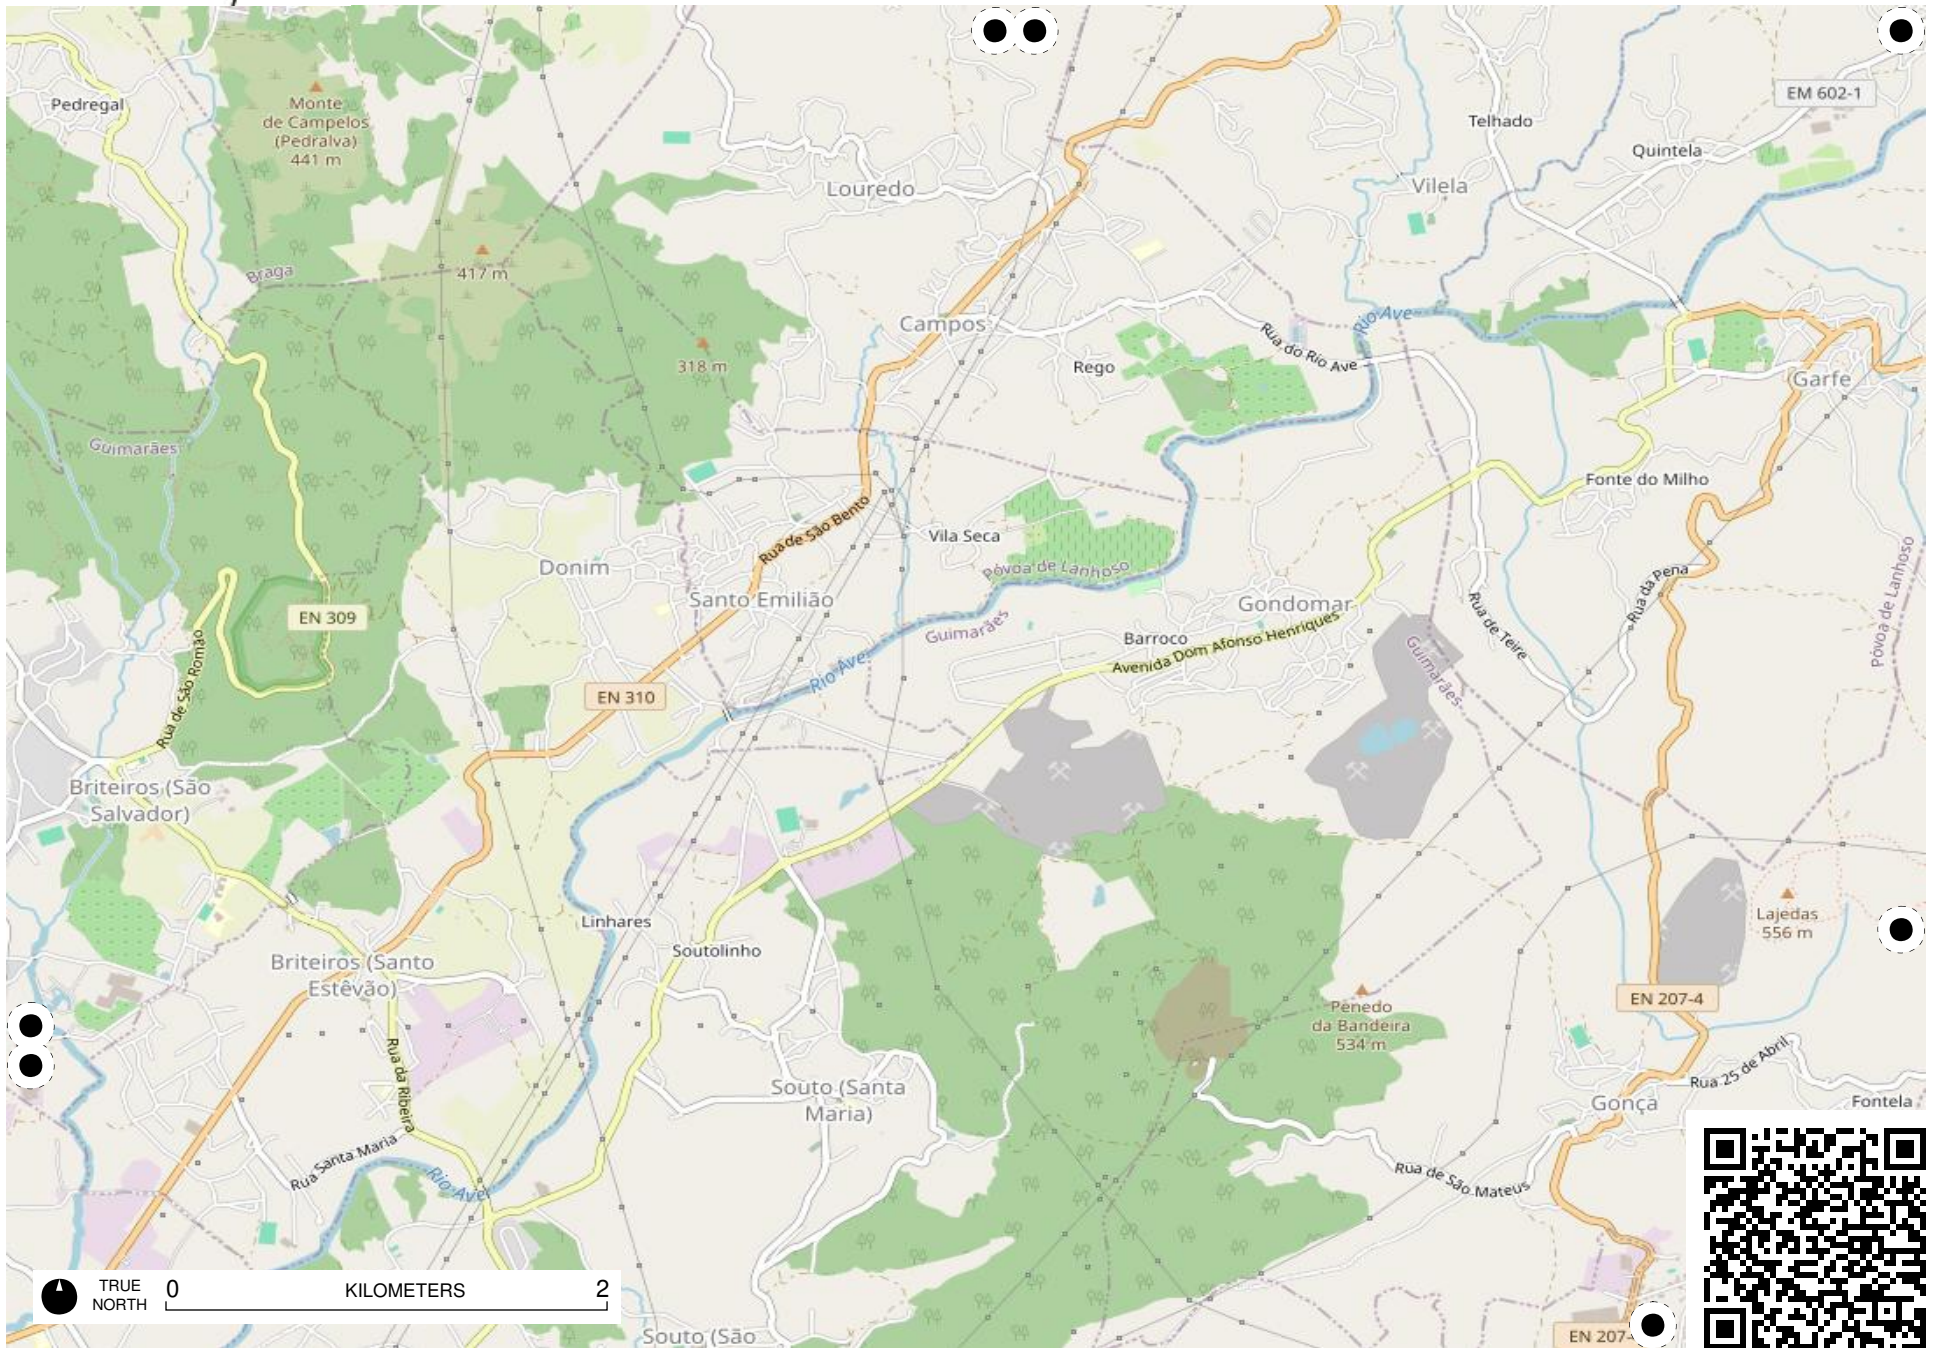 Pedregal
Monte
de Campelos
(Pedralva)
441 m
EM 602-1
Telhado
Quintela
Louredo
Vilela
Braga
417 m
Rio Ave
Campos
Rua do Rio Ave
318 m
Rego
Garfe
Guimarães
Fonte do Milho
Rua de São Bento
Vila Seca
Donim
Póvoa de Lanhoso
Santo Emilião
Gondomar
Rua da Pena
Póvoa de Lanhoso
EN 309
Guimarães
Barroco
Avenida Dom Afonso Henriques
Rua de Teire
Guimarães
Rua de São Romão
Rio Ave
EN 310
Briteiros (São
Salvador)
Linhares
Soutolinho
Lajedas
556 m
Briteiros (Santo
Estêvão)
EN 207-4
Penedo
da Bandeira
534 m
Rua da Ribeira
Souto (Santa
Maria)
Rua 25 de Abril
Gonça
Fontela
Rua Santa Maria
Rio Ave
Rua de São Mateus
TRUE
NORTH
0 KILOMETERS 2
Souto (São
EN 207-